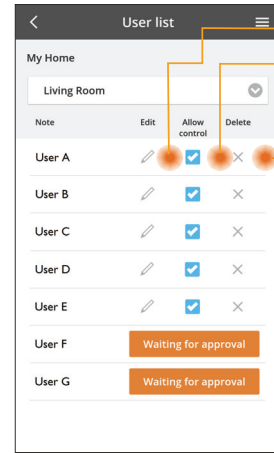 User list
My Home
Living Room
Note Edit Allow control Delete
User A
User B
User C
User D
User E
User F Waiting for approval
User G Waiting for approval